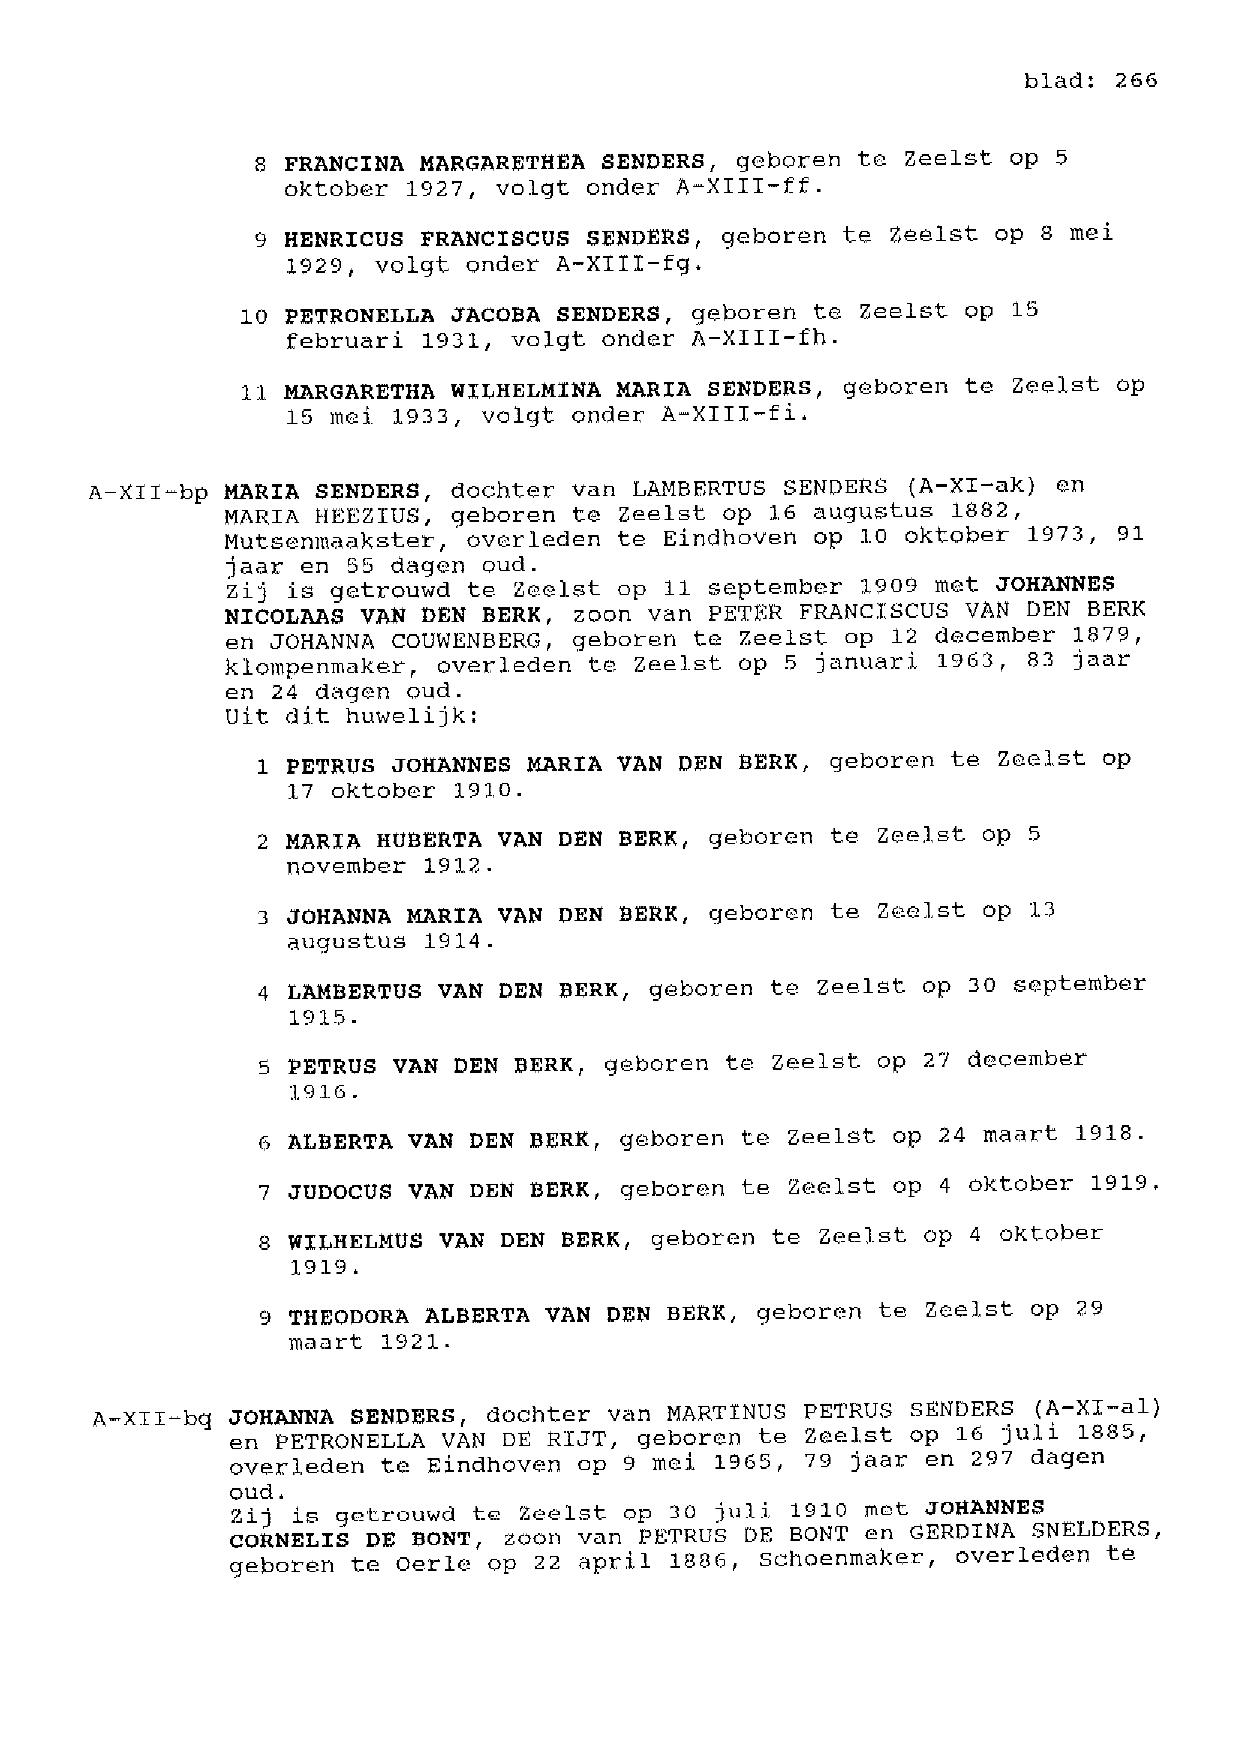 blad: 266
8 FRANCINA MARGARETHEA SENDERS, geboren te Zeelst op 5
oktober 1927, volgt onder A-XIII-ff.
9 HENRICUS FRANCISCUS SENDERS, geboren te Zeelst op 8 mei
1929, volgt onder A-XIII-fg.
10 PETRONELLA JACOBA SENDERS, geboren te Zeelst op 15
februari 1931, volgt onder A-XIII-fh.
11 MARGARETHA WILHELMINA MARIA SENDERS, geboren te Zeelst op
15 mei 1933, volgt onder A-XIII-fi.
A-XII-bp MARIA SENDERS, dochter van LAMBERTUS SENDERS (A-XI-ak) en
MARIA HEEZIUS, geboren te Zeelst op 16 augustus 1882,
Mutsenmaakster, overleden te Eindhoven op 10 oktober 1973, 91
jaar en 55 dagen oud.
Zij is getrouwd te Zeelst op 11 september 1909 met JOHANNES
NICOLAAS VAN DEN BERK, zoon van PETER FRANCISCUS VAN DEN BERK
en JOHANNA COUWENBERG, geboren te Zeelst op 12 december 1879,
klompenmaker, overleden te Zeelst op 5 januari 1963, 83 jaar
en 24 dagen oud.
Uit dit huwelijk:
1 PETRUS JOHANNES MARIA VAN DEN BERK, geboren te Zeelst op
17 oktober 1910.
2 MARIA HUBERTA VAN DEN BERK, geboren te Zeelst op 5
november 1912.
3 JOHANNA MARIA VAN DEN BERK, geboren te Zeelst op 13
augustus 1914.
4 LAMBERTUS VAN DEN BERK, geboren te Zeelst op 30 september
1915.
5 PETRUS VAN DEN BERK, geboren te Zeelst op 27 december
1916.
6 ALBERTA VAN DEN BERK, geboren te Zeelst op 24 maart 1918.
7 JUDOCUS VAN DEN BERK, geboren te Zeelst op 4 oktober 1919.
8 WILHELMUS VAN DEN BERK, geboren te Zeelst op 4 oktober
1919.
9 THEODORA ALBERTA VAN DEN BERK, geboren te Zeelst op 29
maart 1921.
A-XII-bq JOHANNA SENDERS, dochter van MARTINUS PETRUS SENDERS (A-XI-al)
en PETRONELLA VAN DE RIJT, geboren te Zeelst op 16 juli 1885,
overleden te Eindhoven op 9 mei 1965, 79 jaar en 297 dagen
oud.
Zij is getrouwd te Zeelst op 30 juli 1910 met JOHANNES
CORNELIS DE BONT, zoon van PETRUS DE BONT en GERDINA SNELDERS,
geboren te Oerle op 22 april 1886, Schoenmaker, overleden te